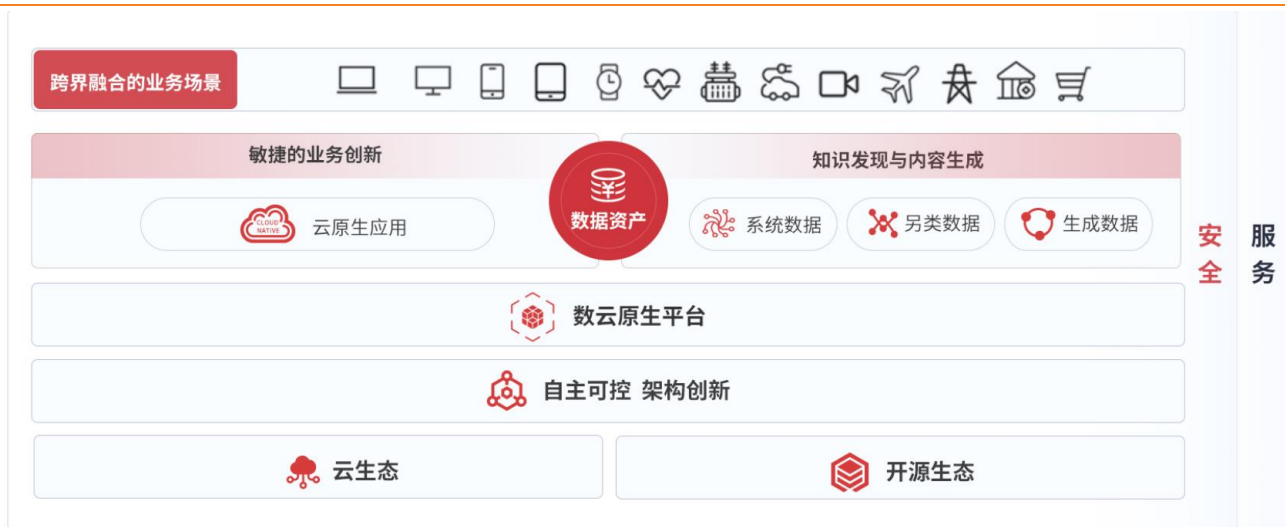 跨界融合的业务场景
敏捷的业务创新
知识发现与内容生成
数据资产
CLOUD
NATIVE
云原生应用
系统数据
另类数据
生成数据
数云原生平台
自主可控 架构创新
云生态
开源生态
安全
服务